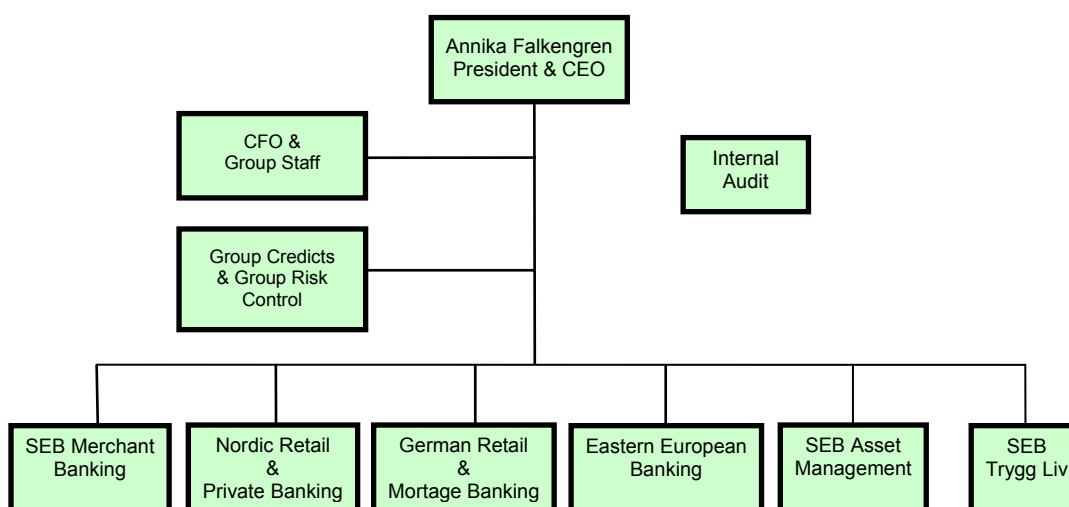 Annika Falkengren
President & CEO
CFO &
Group Staff
Internal
Audit
Group Credicts
& Group Risk
Control
SEB Merchant
Banking
Nordic Retail
&
Private Banking
German Retail
&
Mortage Banking
Eastern European
Banking
SEB Asset
Management
SEB
Trygg Liv